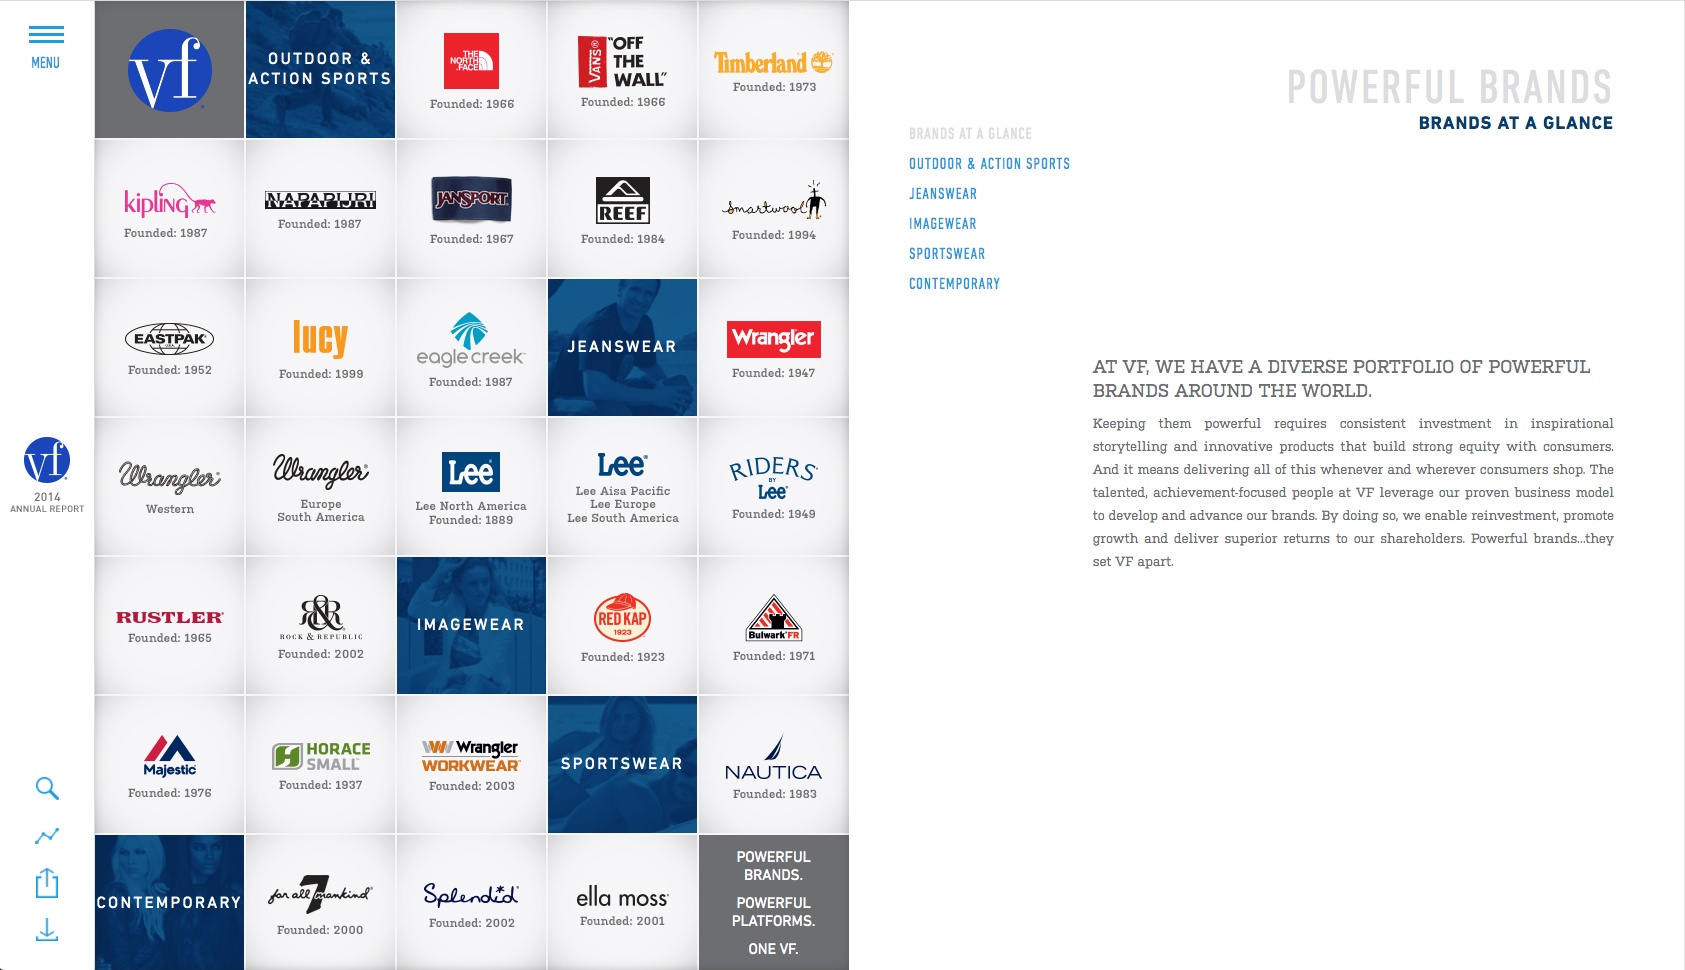 MENU
vf
2014
ANNUAL REPORT
vf
OUTDOOR &
ACTION SPORTS
THE
NORTH
FACE
Founded: 1966
VANS
"OFF
THE
WALL"
Founded: 1966
Timberland
Founded: 1973
kipling
Founded: 1987
NAPAPIJRI
Founded: 1987
JANSPORT
Founded: 1967
REEF
Founded: 1984
smartwool
Founded: 1994
EASTPAK
Founded: 1952
lucy
Founded: 1999
eagle creek
Founded: 1987
JEANSWEAR
Wrangler
Founded: 1947
Wrangler
Western
Wrangler
Europe
South America
Lee
Lee North America
Founded: 1889
Lee
Lee Aisa Pacific
Lee Europe
Lee South America
RIDERS
BY
Lee
Founded: 1949
RUSTLER
Founded: 1965
R&R
ROCK & REPUBLIC
Founded: 2002
IMAGEWEAR
RED KAP
1923
Founded: 1923
Bulwark FR
Founded: 1971
Majestic
Founded: 1976
HORACE
SMALL
Founded: 1937
W Wrangler
WORKWEAR
Founded: 2003
SPORTSWEAR
NAUTICA
Founded: 1983
CONTEMPORARY
for all 7 mankind
Founded: 2000
Splendid
Founded: 2002
ella moss
Founded: 2001
POWERFUL
BRANDS.
POWERFUL
PLATFORMS.
ONE VF.
POWERFUL BRANDS
BRANDS AT A GLANCE
BRANDS AT A GLANCE
OUTDOOR & ACTION SPORTS
JEANSWEAR
IMAGEWEAR
SPORTSWEAR
CONTEMPORARY
AT VF, WE HAVE A DIVERSE PORTFOLIO OF POWERFUL
BRANDS AROUND THE WORLD.
Keeping them powerful requires consistent investment in inspirational
storytelling and innovative products that build strong equity with consumers.
And it means delivering all of this whenever and wherever consumers shop. The
talented, achievement-focused people at VF leverage our proven business model
to develop and advance our brands. By doing so, we enable reinvestment, promote
growth and deliver superior returns to our shareholders. Powerful brands...they
set VF apart.